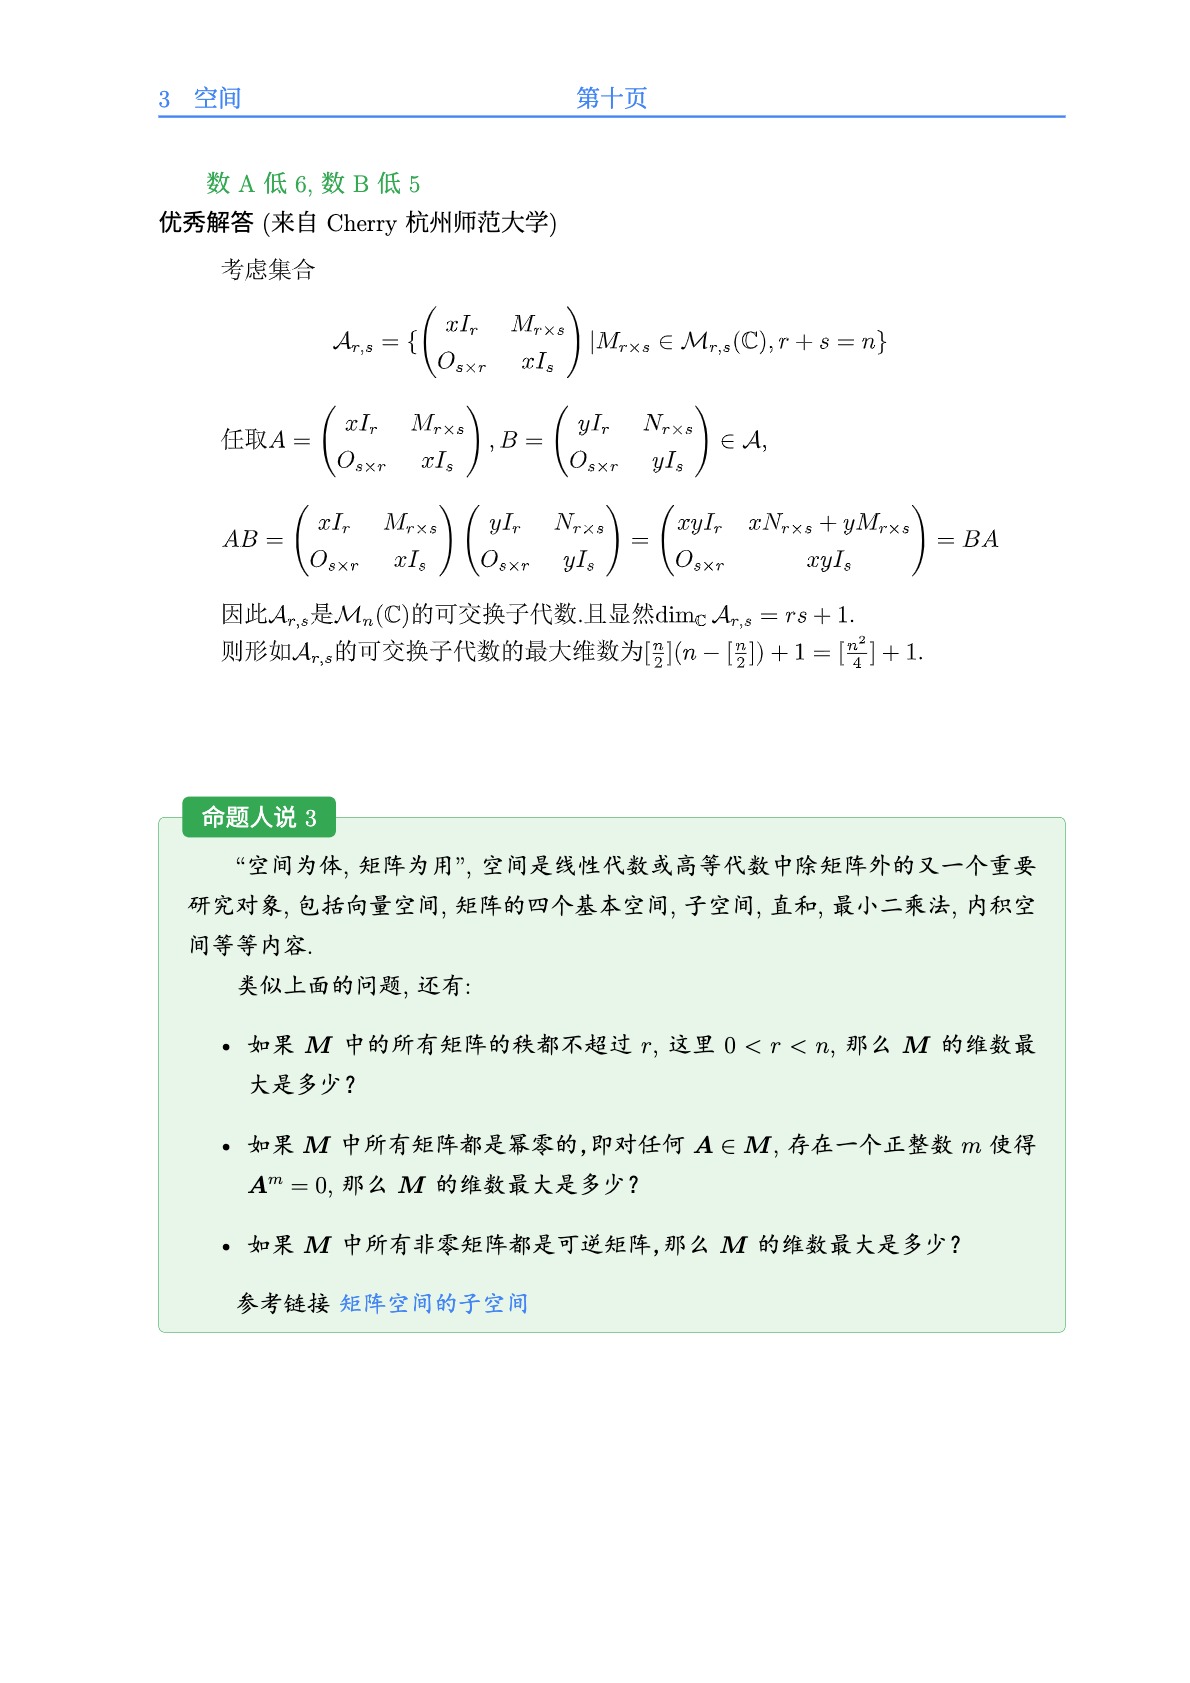 3 空间 第十页
数 A 低 6, 数 B 低 5
优秀解答 (来自 Cherry 杭州师范大学)
考虑集合
$\mathcal{A}_{r,s} = \{\begin{pmatrix} xI_r & M_{r\times s} \\ O_{s\times r} & xI_s \end{pmatrix} | M_{r\times s} \in \mathcal{M}_{r,s}(\mathbb{C}), r + s = n\}$
任取$A = \begin{pmatrix} xI_r & M_{r\times s} \\ O_{s\times r} & xI_s \end{pmatrix}, B = \begin{pmatrix} yI_r & N_{r\times s} \\ O_{s\times r} & yI_s \end{pmatrix} \in \mathcal{A},$
$AB = \begin{pmatrix} xI_r & M_{r\times s} \\ O_{s\times r} & xI_s \end{pmatrix} \begin{pmatrix} yI_r & N_{r\times s} \\ O_{s\times r} & yI_s \end{pmatrix} = \begin{pmatrix} xyI_r & xN_{r\times s} + yM_{r\times s} \\ O_{s\times r} & xyI_s \end{pmatrix} = BA$
因此$\mathcal{A}_{r,s}$是$\mathcal{M}_n(\mathbb{C})$的可交换子代数.且显然$\dim_{\mathbb{C}} \mathcal{A}_{r,s} = rs + 1$.
则形如$\mathcal{A}_{r,s}$的可交换子代数的最大维数为$[\frac{n}{2}](n - [\frac{n}{2}]) + 1 = [\frac{n^2}{4}] + 1$.
命题人说 3
“空间为体, 矩阵为用”, 空间是线性代数或高等代数中除矩阵外的又一个重要
研究对象, 包括向量空间, 矩阵的四个基本空间, 子空间, 直和, 最小二乘法, 内积空
间等等内容.
类似上面的问题, 还有:
• 如果 $\boldsymbol{M}$ 中的所有矩阵的秩都不超过 $r$, 这里 $0 < r < n$, 那么 $\boldsymbol{M}$ 的维数最
大是多少?
• 如果 $\boldsymbol{M}$ 中所有矩阵都是幂零的,即对任何 $\boldsymbol{A} \in \boldsymbol{M}$, 存在一个正整数 $m$ 使得
$\boldsymbol{A}^m = 0$, 那么 $\boldsymbol{M}$ 的维数最大是多少?
• 如果 $\boldsymbol{M}$ 中所有非零矩阵都是可逆矩阵,那么 $\boldsymbol{M}$ 的维数最大是多少?
参考链接 矩阵空间的子空间